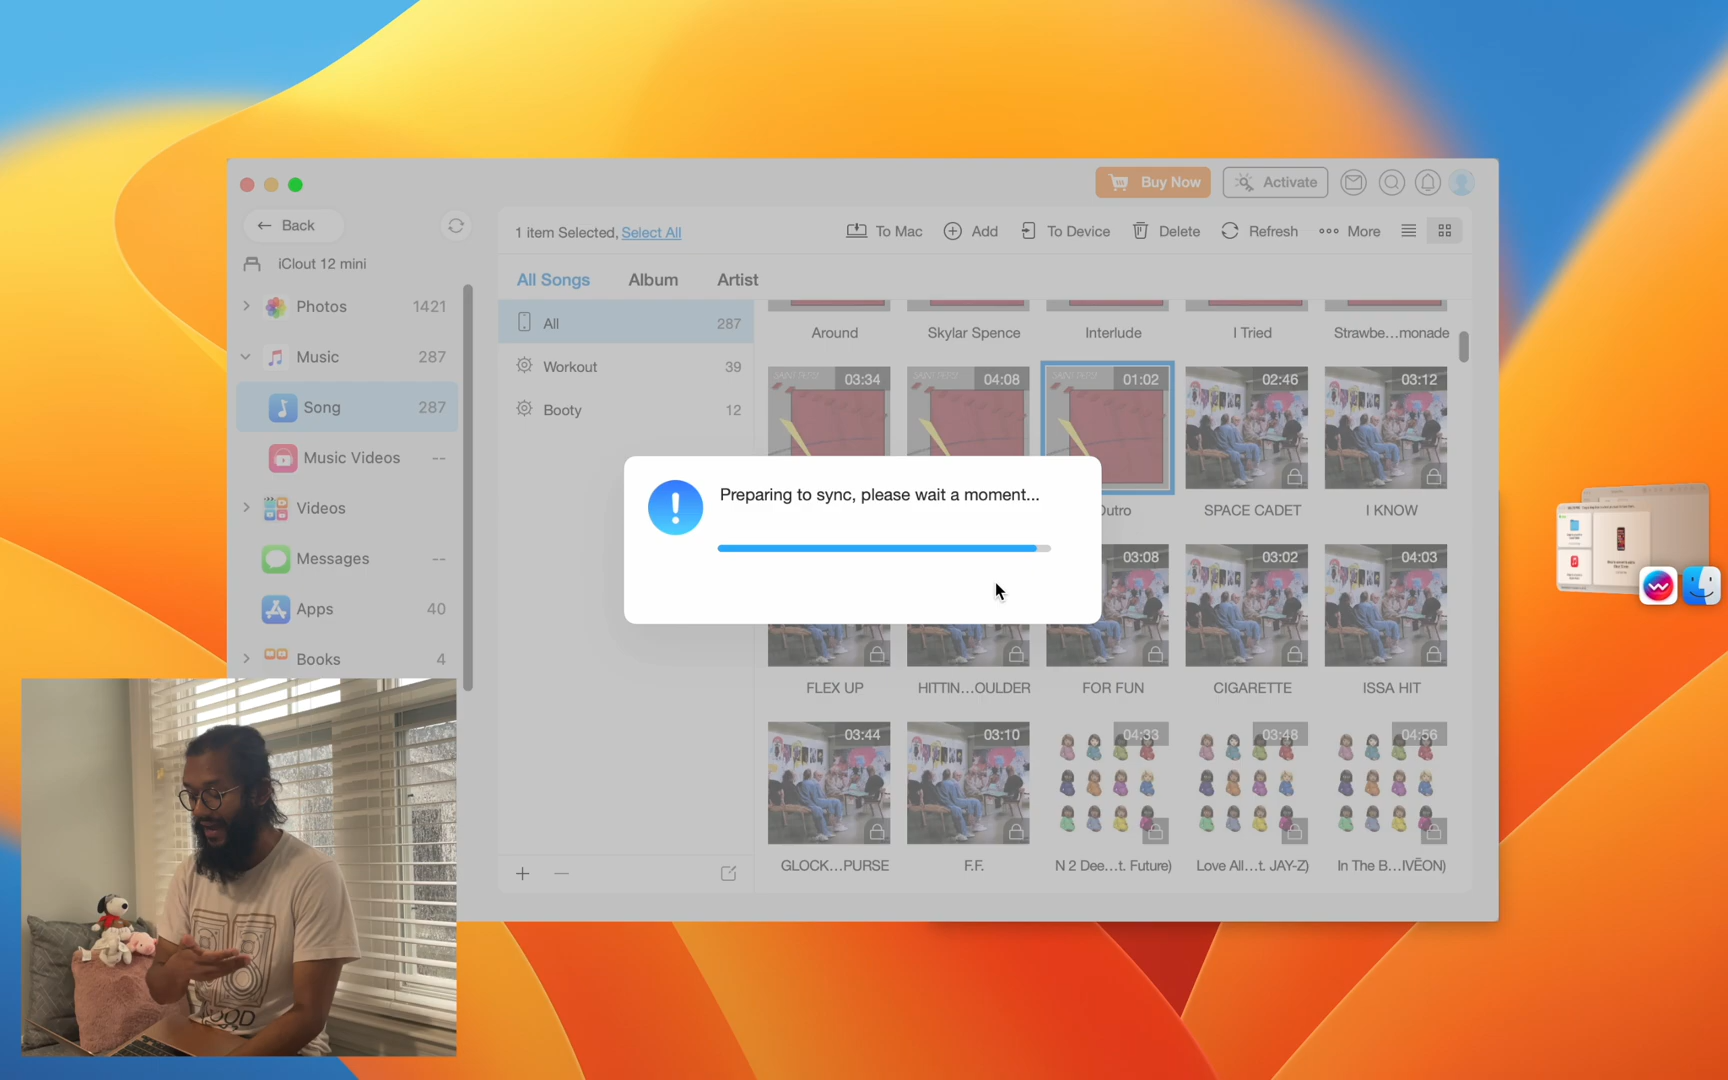 Buy Now
Activate
Back
1 item Selected, Select All
To Mac
Add
To Device
Delete
Refresh
More
iClout 12 mini
All Songs
Album
Artist
Photos 1421
Music 287
Song 287
Music Videos --
Videos
Messages --
Apps 40
Books 4
All 287
Workout 39
Booty 12
Around
Skylar Spence
Interlude
I Tried
Strawbe...monade
03:34
04:08
01:02
02:46
03:12
Outro
SPACE CADET
I KNOW
Preparing to sync, please wait a moment...
03:08
03:02
04:03
FLEX UP
HITTIN...OULDER
FOR FUN
CIGARETTE
ISSA HIT
03:44
03:10
04:33
03:48
04:56
GLOCK...PURSE
F.F.
N 2 Dee...t. Future)
Love All...t. JAY-Z)
In The B...IVĒON)